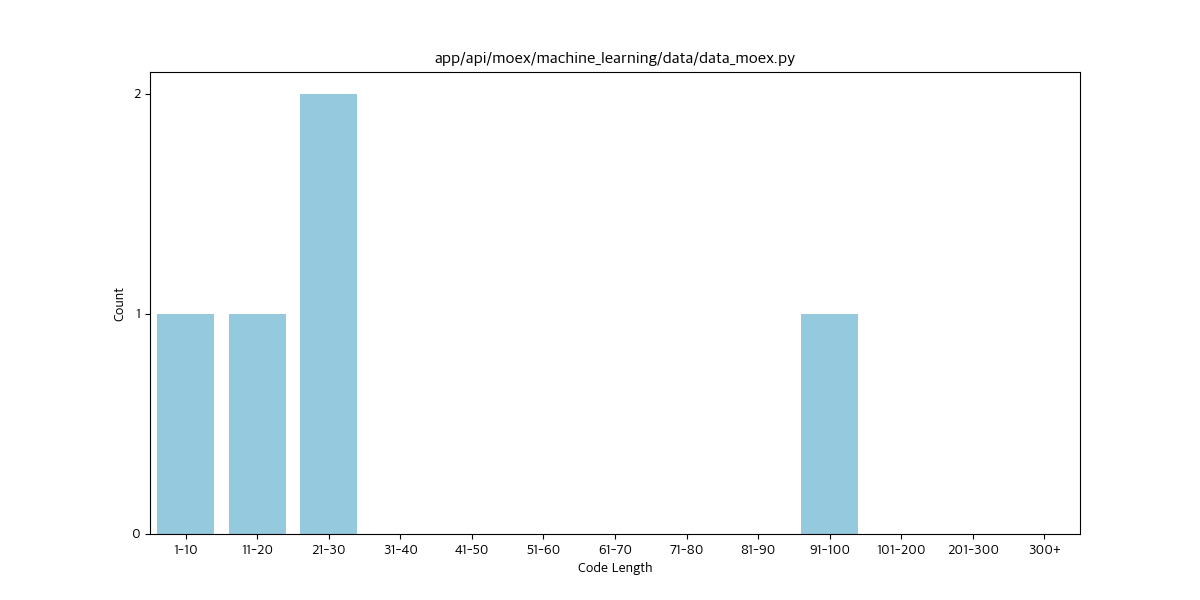 app/api/moex/machine_learning/data/data_moex.py
2
1
0
Count
1-10 11-20 21-30 31-40 41-50 51-60 61-70 71-80 81-90 91-100 101-200 201-300 300+
Code Length